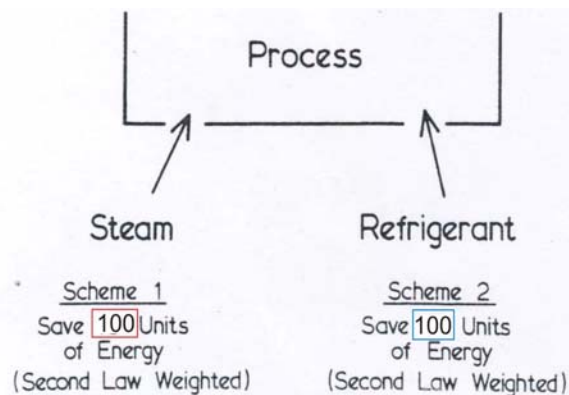 Process
Steam
Refrigerant
Scheme 1
Save 100 Units
of Energy
(Second Law Weighted)
Scheme 2
Save 100 Units
of Energy
(Second Law Weighted)